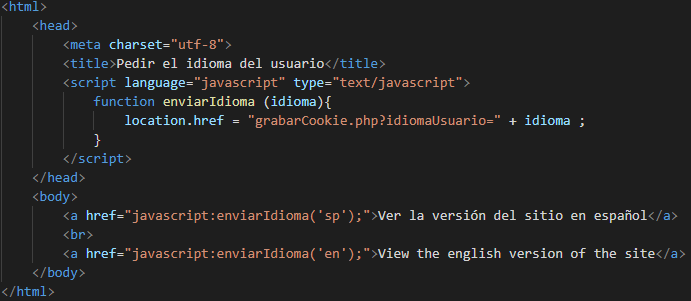 <html>
<head>
<meta charset="utf-8">
<title>Pedir el idioma del usuario</title>
<script language="javascript" type="text/javascript">
function enviarIdioma (idioma){
location.href = "grabarCookie.php?idiomaUsuario=" + idioma ;
}
</script>
</head>
<body>
<a href="javascript:enviarIdioma('sp');">Ver la versión del sitio en español</a>
<br>
<a href="javascript:enviarIdioma('en');">View the english version of the site</a>
</body>
</html>